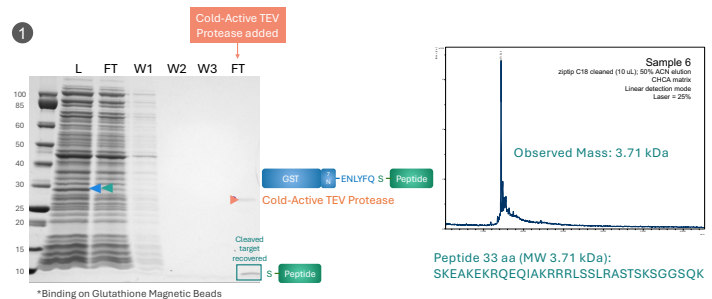 1
Cold-Active TEV
Protease added
L FT W1 W2 W3 FT
100
85
60
50
40
30
25
20
15
10
GST
-ENLYFQ S - Peptide
Cold-Active TEV Protease
Cleaved
target
recovered
S - Peptide
*Binding on Glutathione Magnetic Beads
Sample 6
ziptip C18 cleaned (10 uL); 50% ACN elution
CHCA matrix
Linear detection mode
Laser = 25%
Observed Mass: 3.71 kDa
Peptide 33 aa (MW 3.71 kDa):
SKEAKEKRQEQIAKRRRLSSLRASTSKSGGSQK